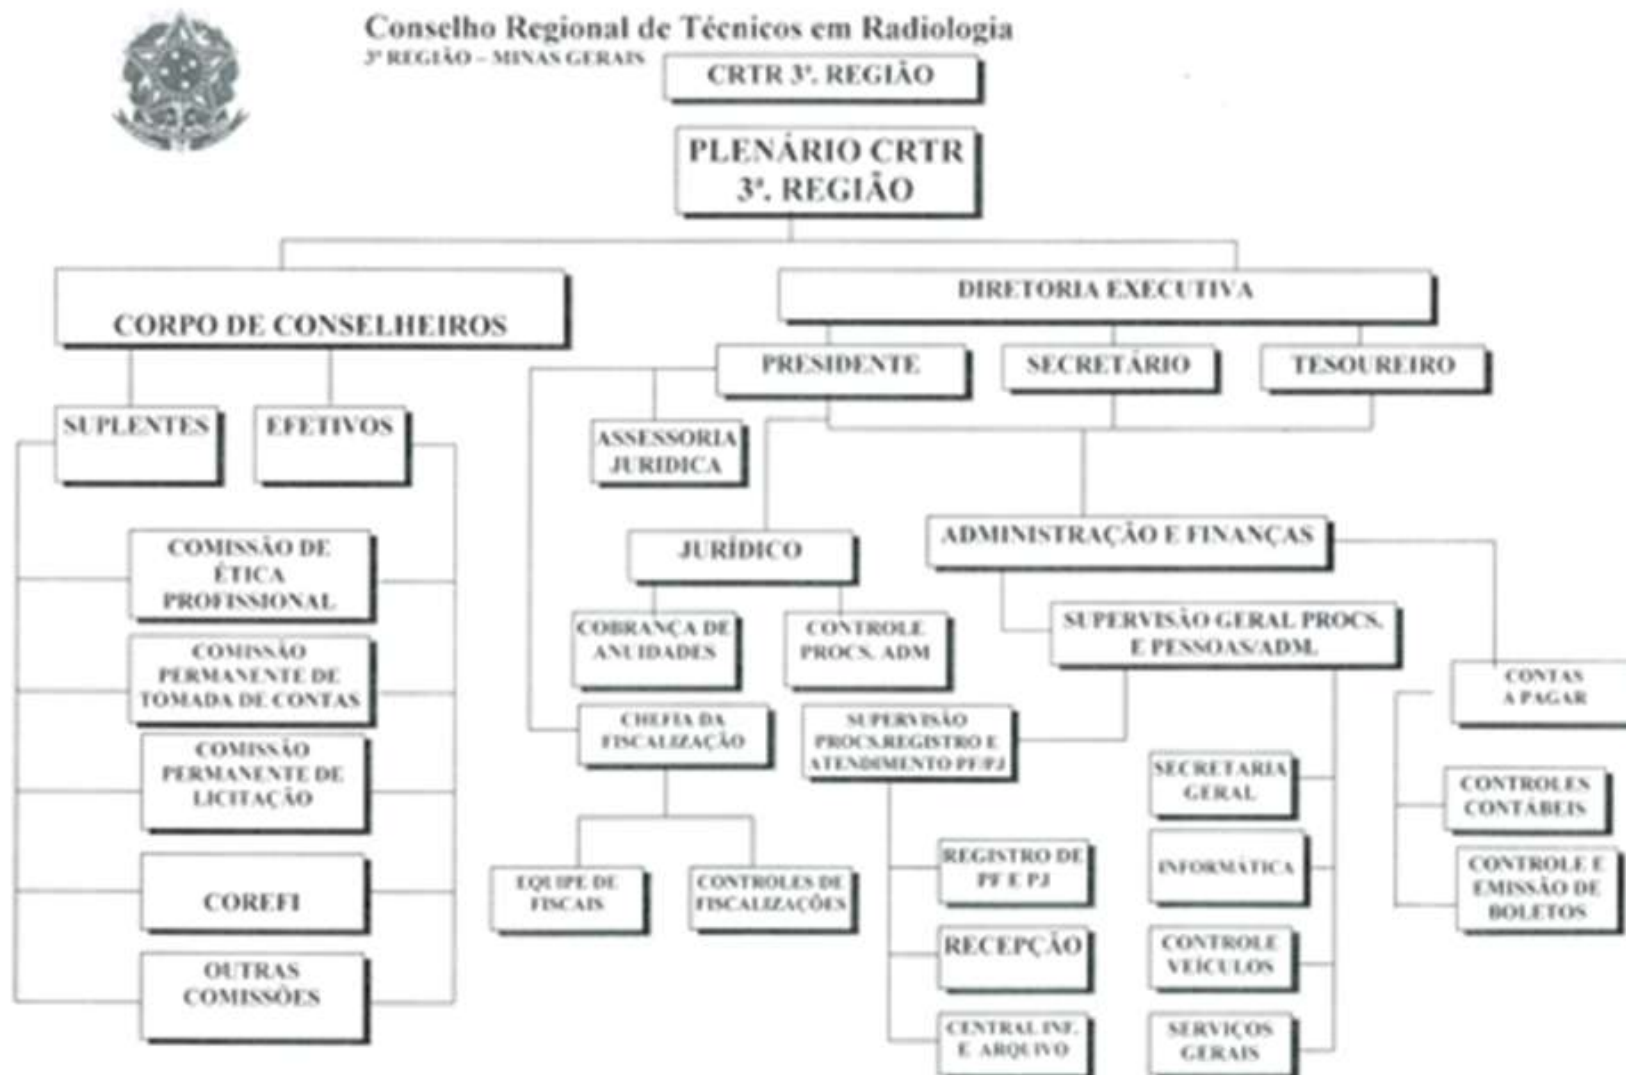 Conselho Regional de Técnicos em Radiologia
3ª REGIÃO – MINAS GERAIS
CRTR 3ª. REGIÃO
PLENÁRIO CRTR
3ª. REGIÃO
CORPO DE CONSELHEIROS
DIRETORIA EXECUTIVA
PRESIDENTE
SECRETÁRIO
TESOUREIRO
SUPLENTES
EFETIVOS
ASSESSORIA
JURIDICA
COMISSÃO DE
ÉTICA
PROFISSIONAL
COMISSÃO
PERMANENTE DE
TOMADA DE CONTAS
COMISSÃO
PERMANENTE DE
LICITAÇÃO
COREFI
OUTRAS
COMISSÕES
JURÍDICO
ADMINISTRAÇÃO E FINANÇAS
COBRANÇA DE
ANUIDADES
CONTROLE
PROCS. ADM
SUPERVISÃO GERAL PROCS.
E PESSOAS/ADM.
CONTAS
A PAGAR
CHEFIA DA
FISCALIZAÇÃO
SUPERVISÃO
PROCS.REGISTRO E
ATENDIMENTO PF/PJ
SECRETARIA
GERAL
CONTROLES
CONTÁBEIS
EQUIPE DE
FISCAIS
CONTROLES DE
FISCALIZAÇÕES
REGISTRO DE
PF E PJ
INFORMÁTICA
CONTROLE E
EMISSÃO DE
BOLETOS
RECEPÇÃO
CONTROLE
VEÍCULOS
CENTRAL INF.
E ARQUIVO
SERVIÇOS
GERAIS